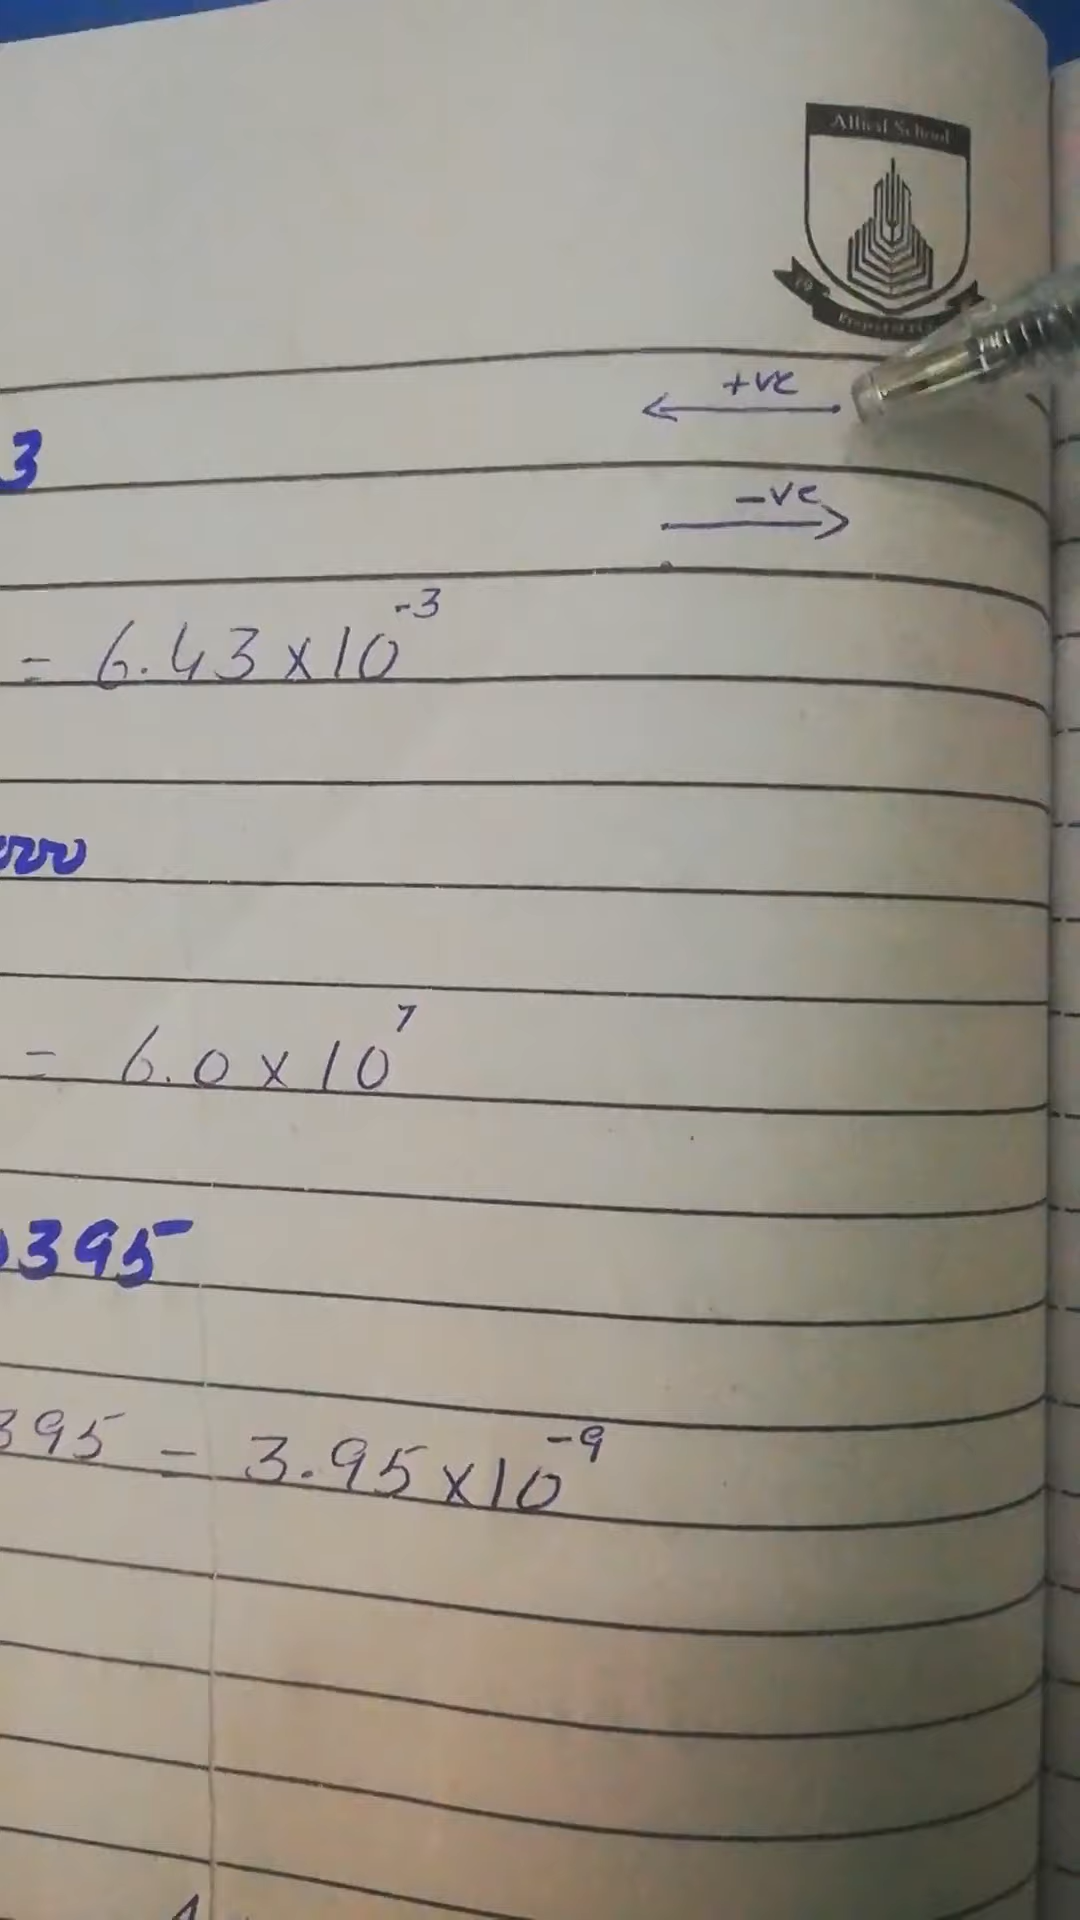 Allied School
+ve
3
-ve
= 6.43 x 10⁻³
= 6.0 x 10⁷
395
395 = 3.95 x 10⁻⁹